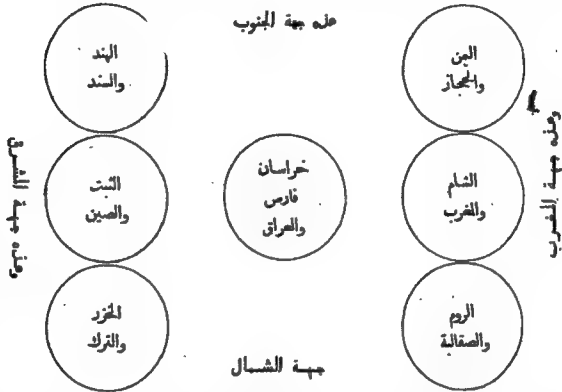 هذه جهة الجنوب
اليمن
والحجاز
الهند
والسند
وهذه جهة المغرب
الشام
والمغرب
خراسان
فارس
والعراق
التبت
والصين
وهذه جهة الشرق
الروم
والصقالبة
الخزر
والترك
جهة الشمال